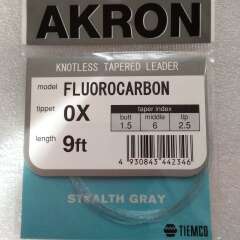 AKRON
KNOTLESS TAPERED LEADER
model FLUOROCARBON
tippet 0X
taper index
butt middle tip
1.5 6 2.5
length 9ft
4 930843 442346
STEALTH GRAY
TIEMCO